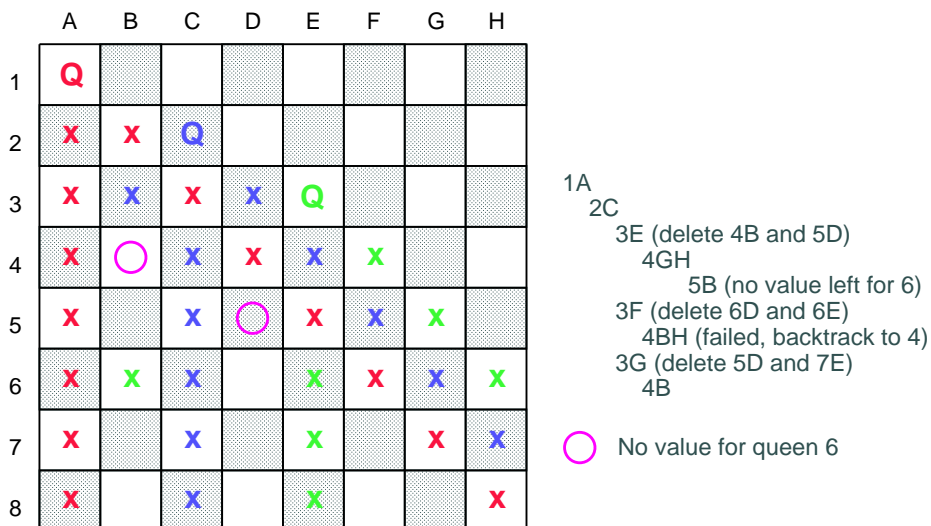 A B C D E F G H
1 Q
2 X X Q
3 X X X X Q
4 X X X X X
5 X X X X X
6 X X X X X X X
7 X X X X X
8 X X X X
1A
2C
3E (delete 4B and 5D)
4GH
5B (no value left for 6)
3F (delete 6D and 6E)
4BH (failed, backtrack to 4)
3G (delete 5D and 7E)
4B
No value for queen 6